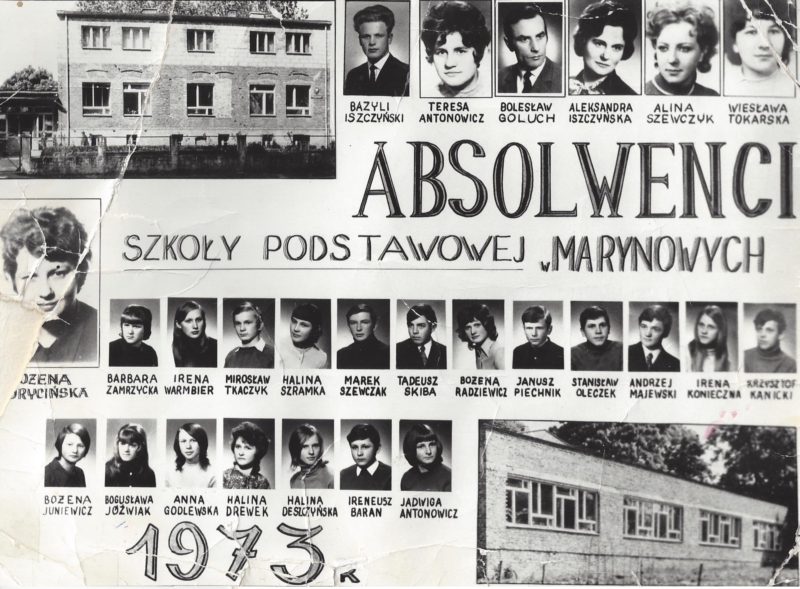 BAZYLI
ISZCZYŃSKI
TERESA
ANTONOWICZ
BOLESŁAW
GOLUCH
ALEKSANDRA
ISZCZYŃSKA
ALINA
SZEWCZYK
WIESŁAWA
TOKARSKA
ABSOLWENCI
SZKOŁY PODSTAWOWEJ w MARYNOWYCH
BARBARA
ZAMRZYCKA
IRENA
WARMBIER
MIROSŁAW
TKACZYK
HALINA
SZRAMKA
MAREK
SZEWCZAK
TADEUSZ
SKIBA
BOŻENA
RADZIEWICZ
JANUSZ
PIECHNIK
STANISŁAW
OLECZEK
ANDRZEJ
MAJEWSKI
IRENA
KONIECZNA
KRZYSZTOF
KANICKI
BOŻENA
JUNIEWICZ
BOGUSŁAWA
JÓŹWIAK
ANNA
GODLEWSKA
HALINA
DREWEK
HALINA
DESZCZYŃSKA
IRENEUSZ
BARAN
JADWIGA
ANTONOWICZ
1973 R